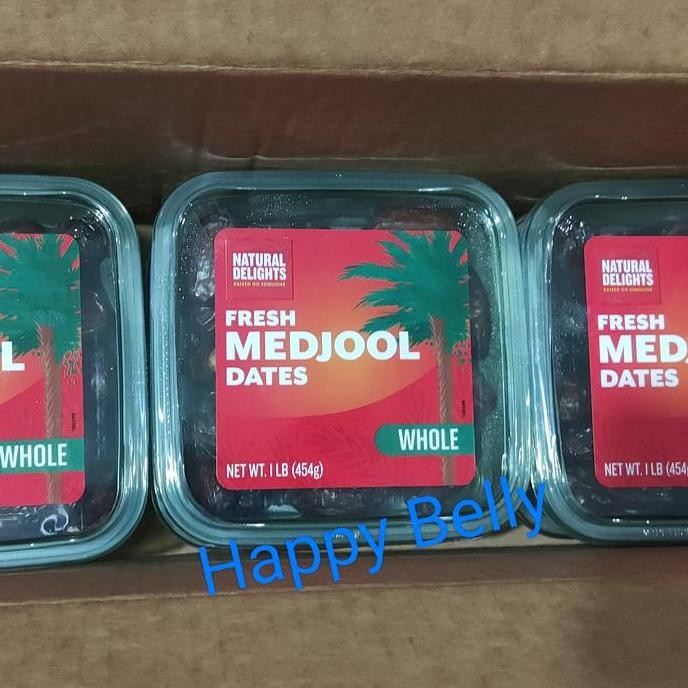 L
WHOLE
NATURAL
DELIGHTS
RAISED ON SUNSHINE
FRESH
MEDJOOL
DATES
WHOLE
NET WT. 1 LB (454g)
NATURAL
DELIGHTS
RAISED ON SUNSHINE
FRESH
MED
DATES
NET WT. 1 LB (454g
Happy Belly